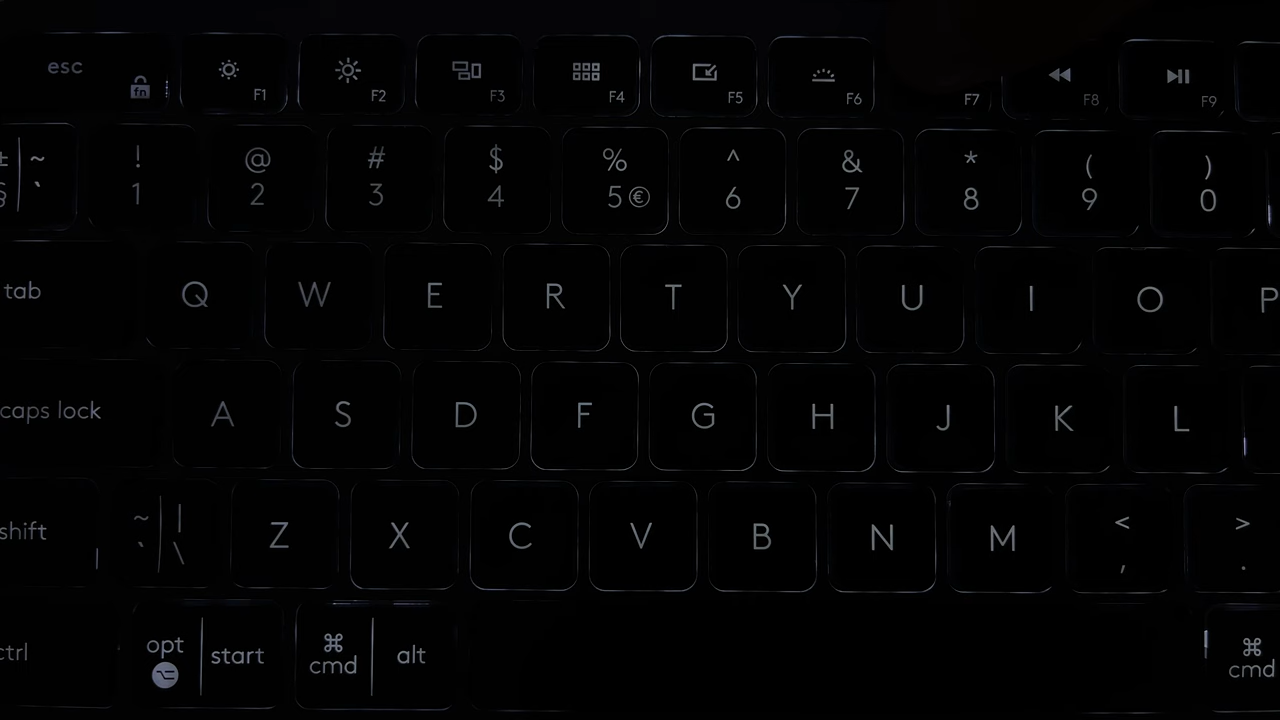 esc fn F1 F2 F3 F4 F5 F6 F7 F8 F9
± ~ ! @ # $ % ^ & * ( )
§ ` 1 2 3 4 5 € 6 7 8 9 0
tab Q W E R T Y U I O P
caps lock A S D F G H J K L
shift ~ | Z X C V B N M < >
` \ , .
ctrl opt start ⌘ cmd alt ⌘ cmd